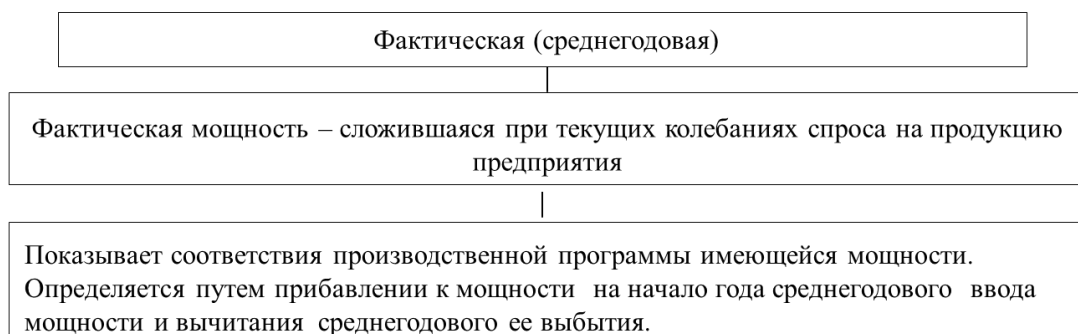 Фактическая (среднегодовая)
Фактическая мощность – сложившаяся при текущих колебаниях спроса на продукцию
предприятия
Показывает соответствия производственной программы имеющейся мощности.
Определяется путем прибавлении к мощности на начало года среднегодового ввода
мощности и вычитания среднегодового ее выбытия.